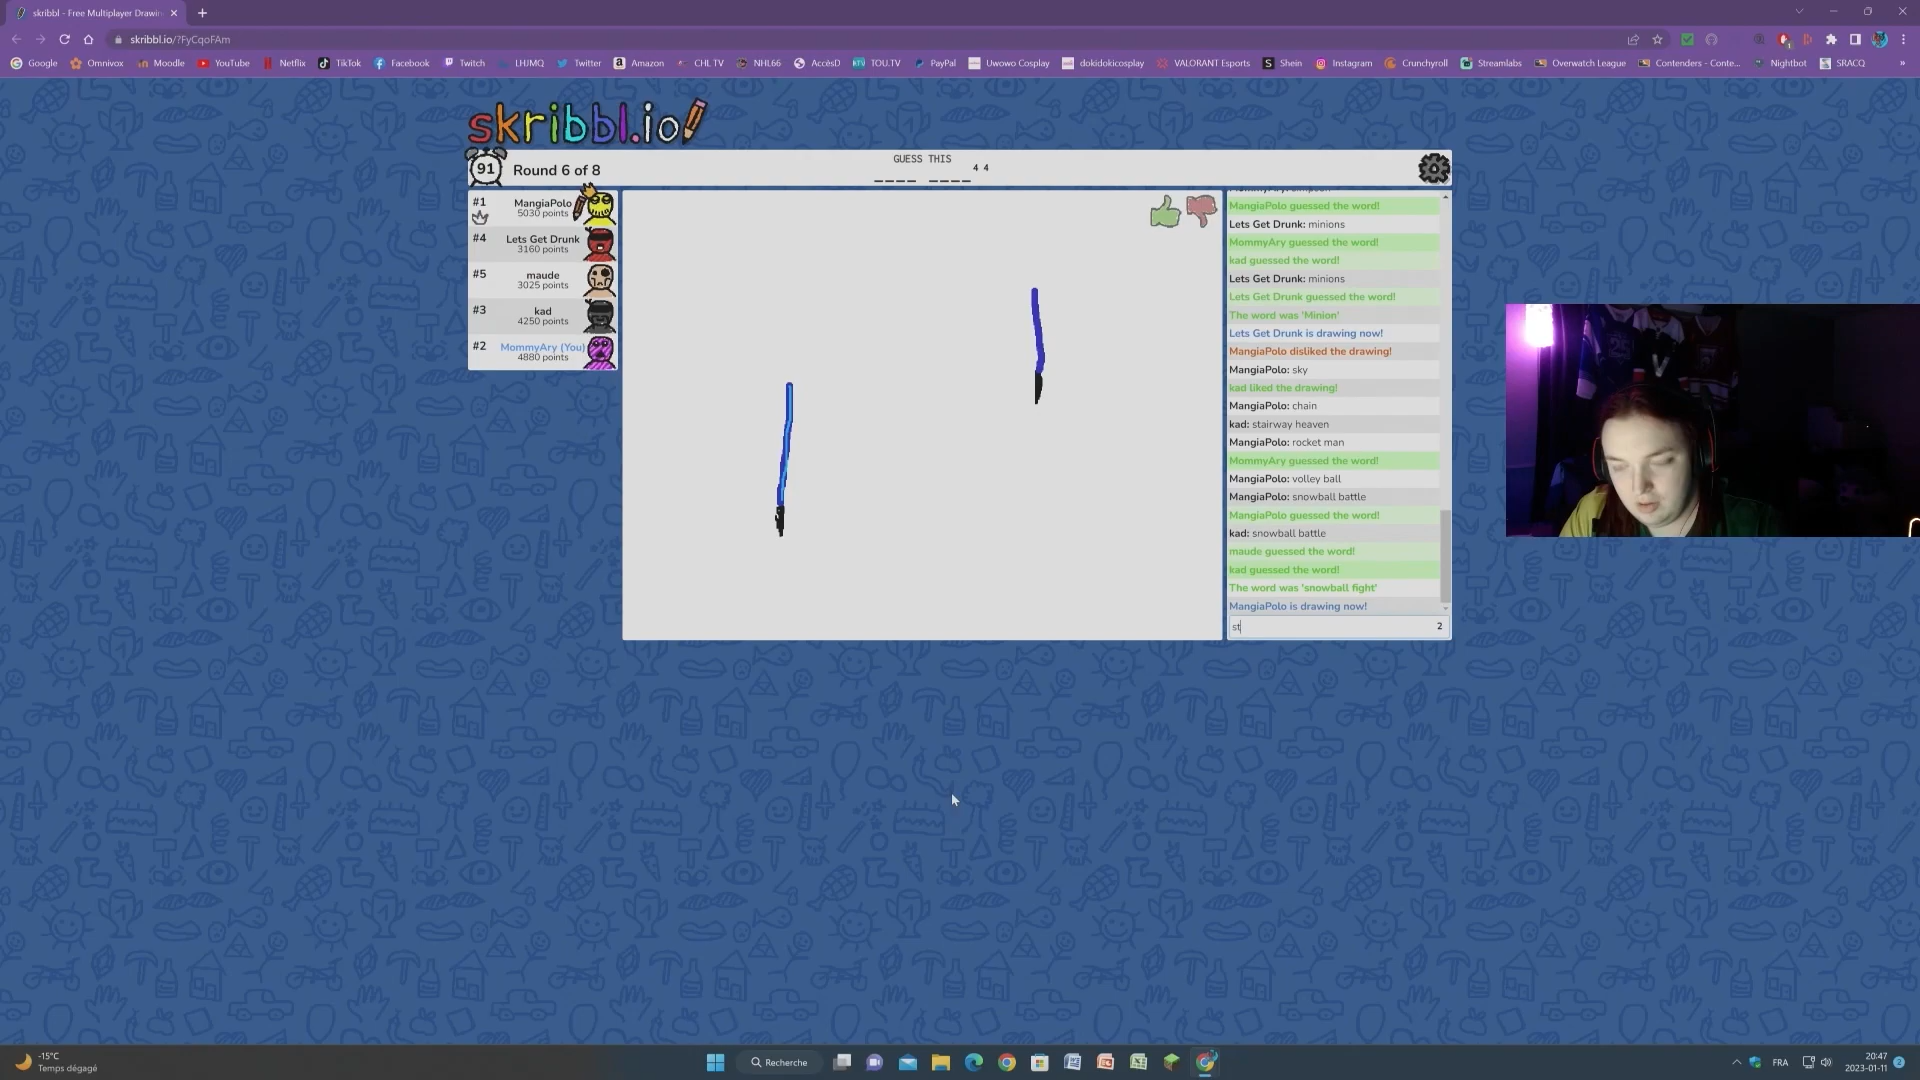 skribbl - Free Multiplayer Drawin
skribbl.io/?FyCqoFAm
Google Omnivox Moodle YouTube Netflix TikTok Facebook Twitch LHJMQ Twitter Amazon CHL TV NHL66 AccèsD TOU.TV PayPal Uwowo Cosplay dokidokicosplay VALORANT Esports Shein Instagram Crunchyroll Streamlabs Overwatch League Contenders - Conte... Nightbot SRACQ »
skribbl.io
91 Round 6 of 8
GUESS THIS
____ ____ 4 4
#1 MangiaPolo
5030 points
#4 Lets Get Drunk
3160 points
#5 maude
3025 points
#3 kad
4250 points
#2 MommyAry (You)
4880 points
MangiaPolo guessed the word!
Lets Get Drunk: minions
MommyAry guessed the word!
kad guessed the word!
Lets Get Drunk: minions
Lets Get Drunk guessed the word!
The word was 'Minion'
Lets Get Drunk is drawing now!
MangiaPolo disliked the drawing!
MangiaPolo: sky
kad liked the drawing!
MangiaPolo: chain
kad: stairway heaven
MangiaPolo: rocket man
MommyAry guessed the word!
MangiaPolo: volley ball
MangiaPolo: snowball battle
MangiaPolo guessed the word!
kad: snowball battle
maude guessed the word!
kad guessed the word!
The word was 'snowball fight'
MangiaPolo is drawing now!
st 2
-15°C
Temps dégagé
Recherche
FRA
20:47
2023-01-11
2